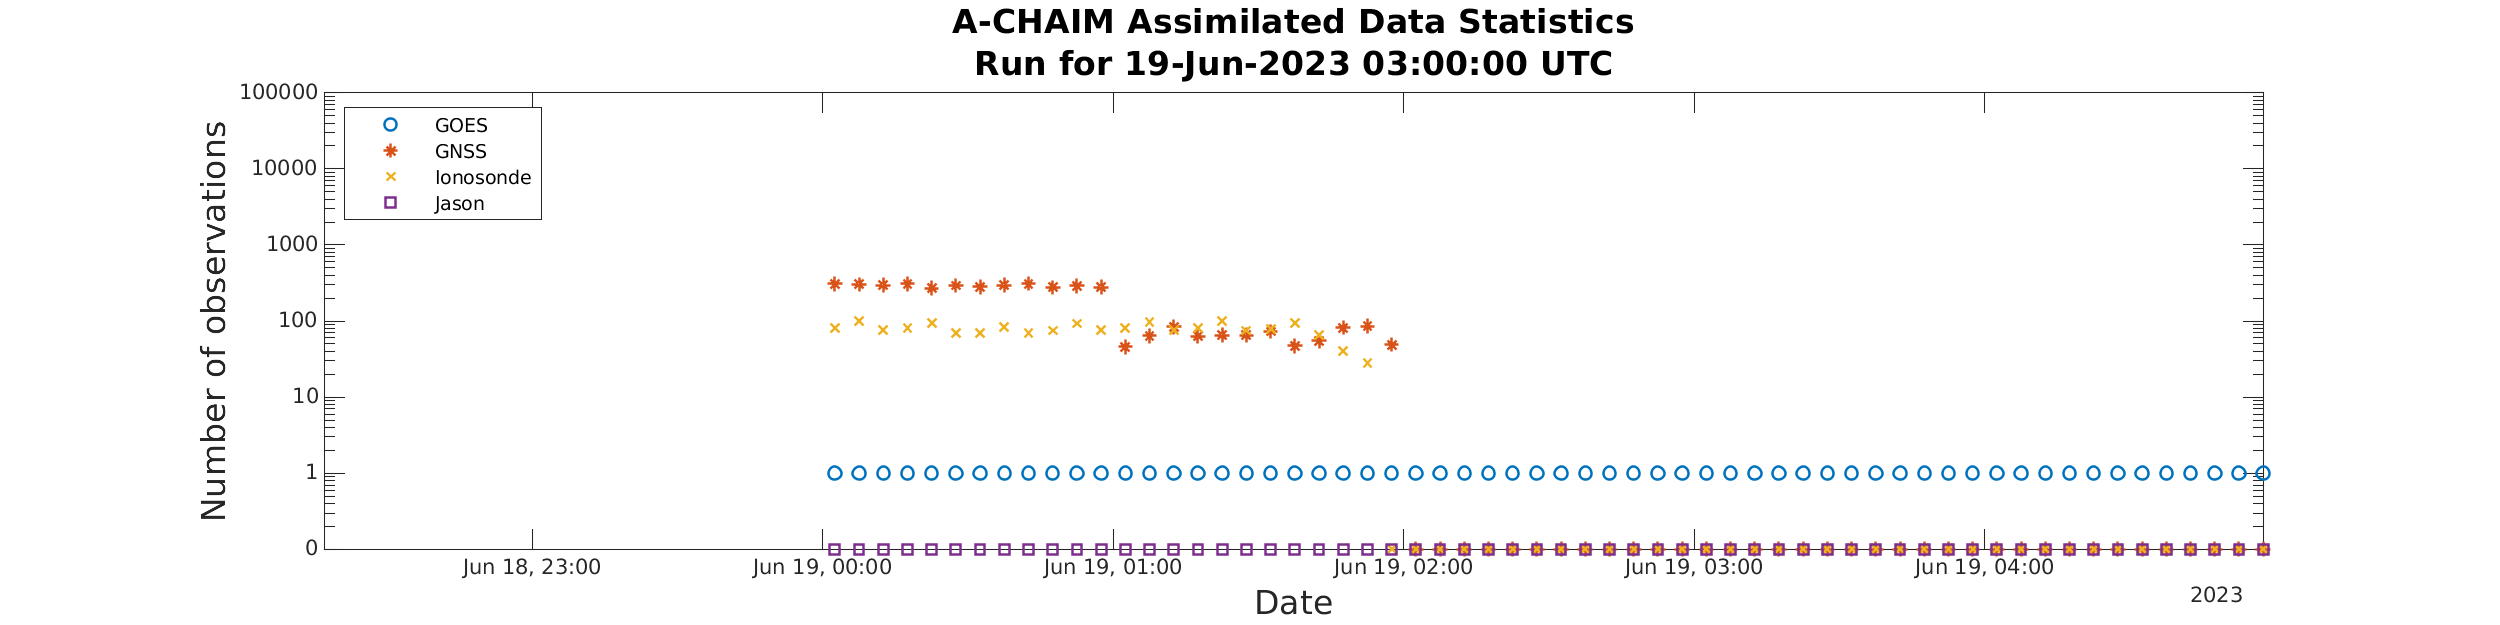 A-CHAIM Assimilated Data Statistics
Run for 19-Jun-2023 03:00:00 UTC
100000
10000
1000
100
10
1
0
Number of observations
GOES
GNSS
Ionosonde
Jason
Jun 18, 23:00
Jun 19, 00:00
Jun 19, 01:00
Jun 19, 02:00
Jun 19, 03:00
Jun 19, 04:00
2023
Date